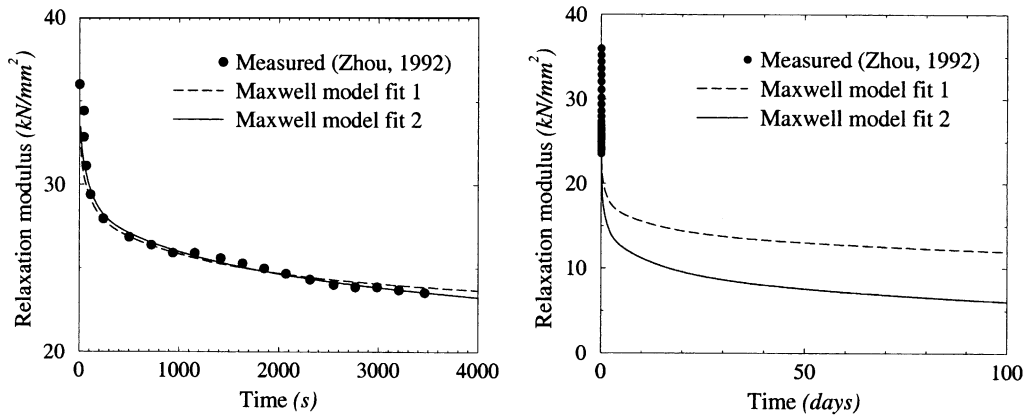 40
30
20
Relaxation modulus (kN/mm²)
Measured (Zhou, 1992)
Maxwell model fit 1
Maxwell model fit 2
0 1000 2000 3000 4000
Time (s)
40
30
20
10
0
Relaxation modulus (kN/mm²)
Measured (Zhou, 1992)
Maxwell model fit 1
Maxwell model fit 2
0 50 100
Time (days)